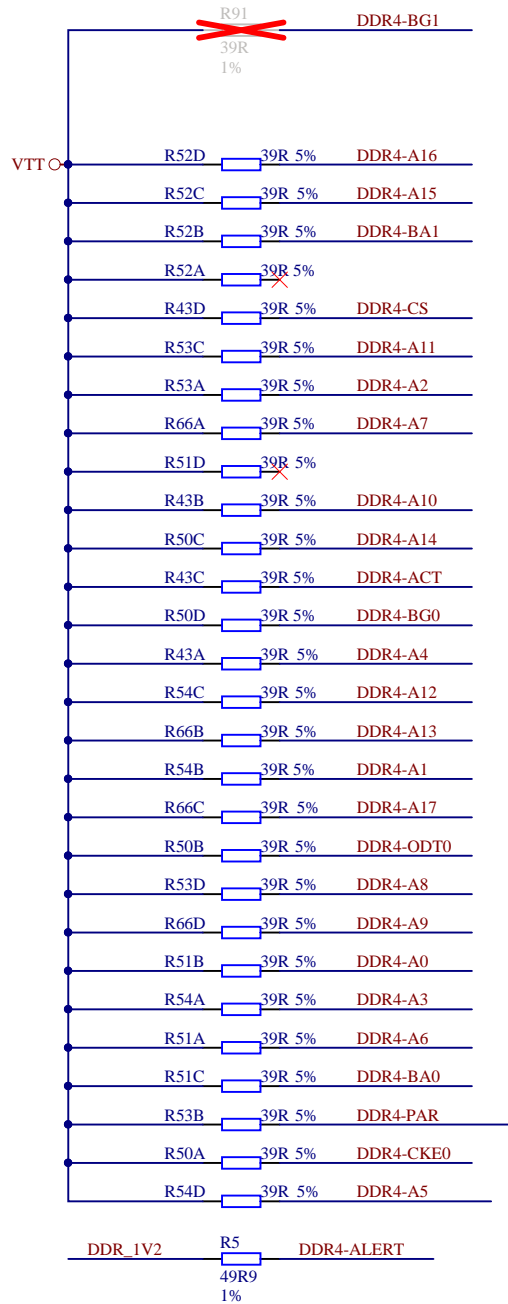 R91 DDR4-BG1
39R
1%
VTT R52D 39R 5% DDR4-A16
R52C 39R 5% DDR4-A15
R52B 39R 5% DDR4-BA1
R52A 39R 5%
R43D 39R 5% DDR4-CS
R53C 39R 5% DDR4-A11
R53A 39R 5% DDR4-A2
R66A 39R 5% DDR4-A7
R51D 39R 5%
R43B 39R 5% DDR4-A10
R50C 39R 5% DDR4-A14
R43C 39R 5% DDR4-ACT
R50D 39R 5% DDR4-BG0
R43A 39R 5% DDR4-A4
R54C 39R 5% DDR4-A12
R66B 39R 5% DDR4-A13
R54B 39R 5% DDR4-A1
R66C 39R 5% DDR4-A17
R50B 39R 5% DDR4-ODT0
R53D 39R 5% DDR4-A8
R66D 39R 5% DDR4-A9
R51B 39R 5% DDR4-A0
R54A 39R 5% DDR4-A3
R51A 39R 5% DDR4-A6
R51C 39R 5% DDR4-BA0
R53B 39R 5% DDR4-PAR
R50A 39R 5% DDR4-CKE0
R54D 39R 5% DDR4-A5
DDR_1V2 R5 DDR4-ALERT
49R9
1%